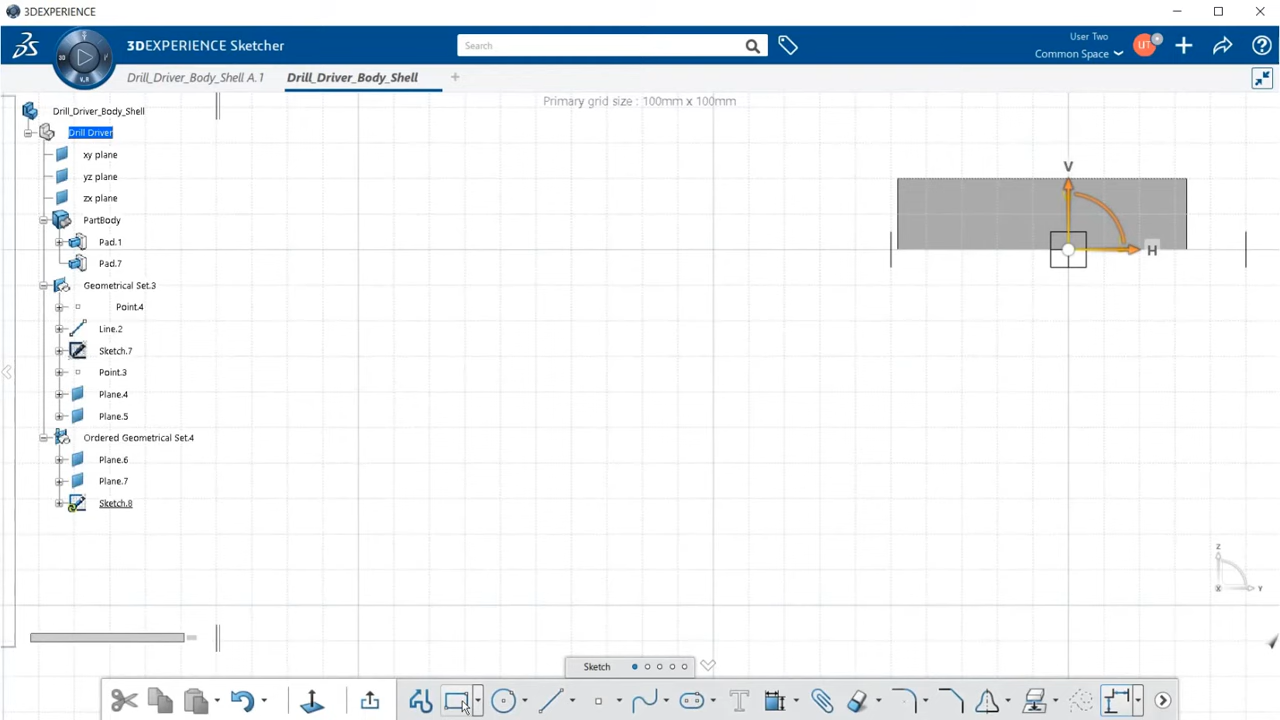 3DEXPERIENCE
3DEXPERIENCE Sketcher
Search
User Two
Common Space
UT
3D
V.R
Drill_Driver_Body_Shell A.1
Drill_Driver_Body_Shell
Primary grid size : 100mm x 100mm
Drill_Driver_Body_Shell
Drill Driver
xy plane
yz plane
zx plane
PartBody
Pad.1
Pad.7
Geometrical Set.3
Point.4
Line.2
Sketch.7
Point.3
Plane.4
Plane.5
Ordered Geometrical Set.4
Plane.6
Plane.7
Sketch.8
V
H
Z
X
Y
Sketch